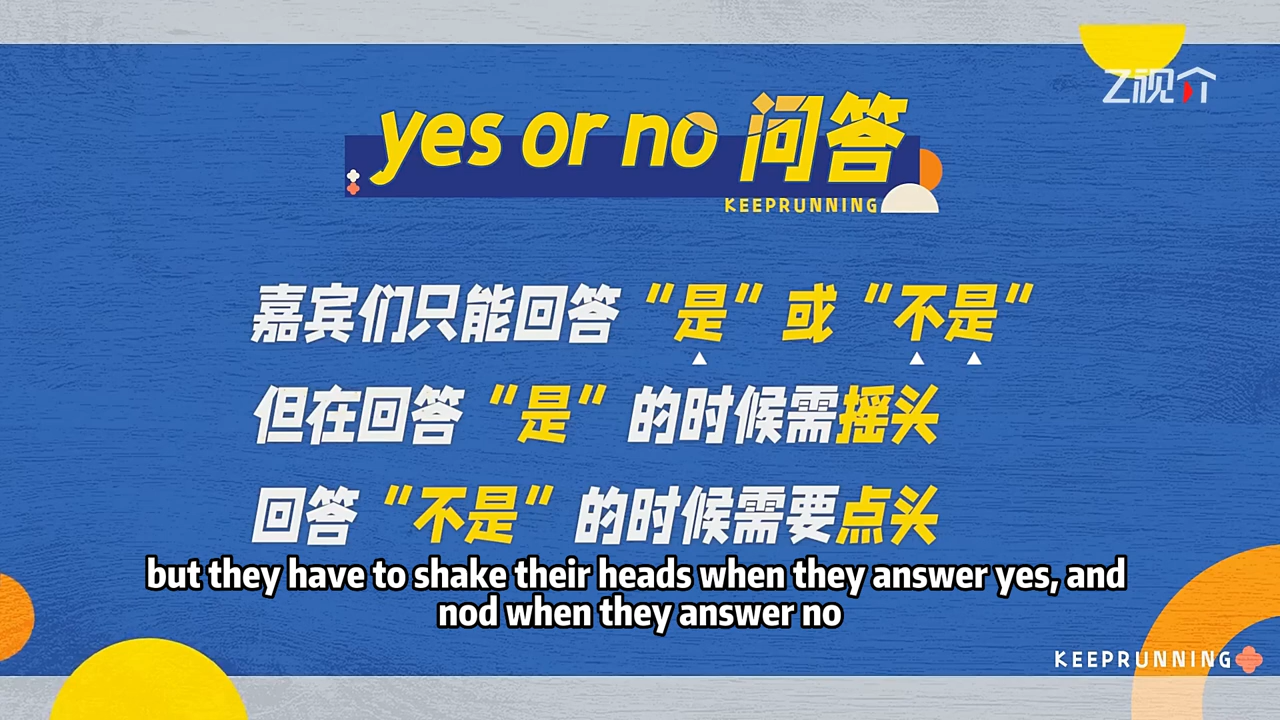 Z视介
yes or no 问答
KEEPRUNNING
嘉宾们只能回答“是”或“不是”
但在回答“是”的时候需摇头
回答“不是”的时候需要点头
but they have to shake their heads when they answer yes, and
nod when they answer no
KEEPRUNNING